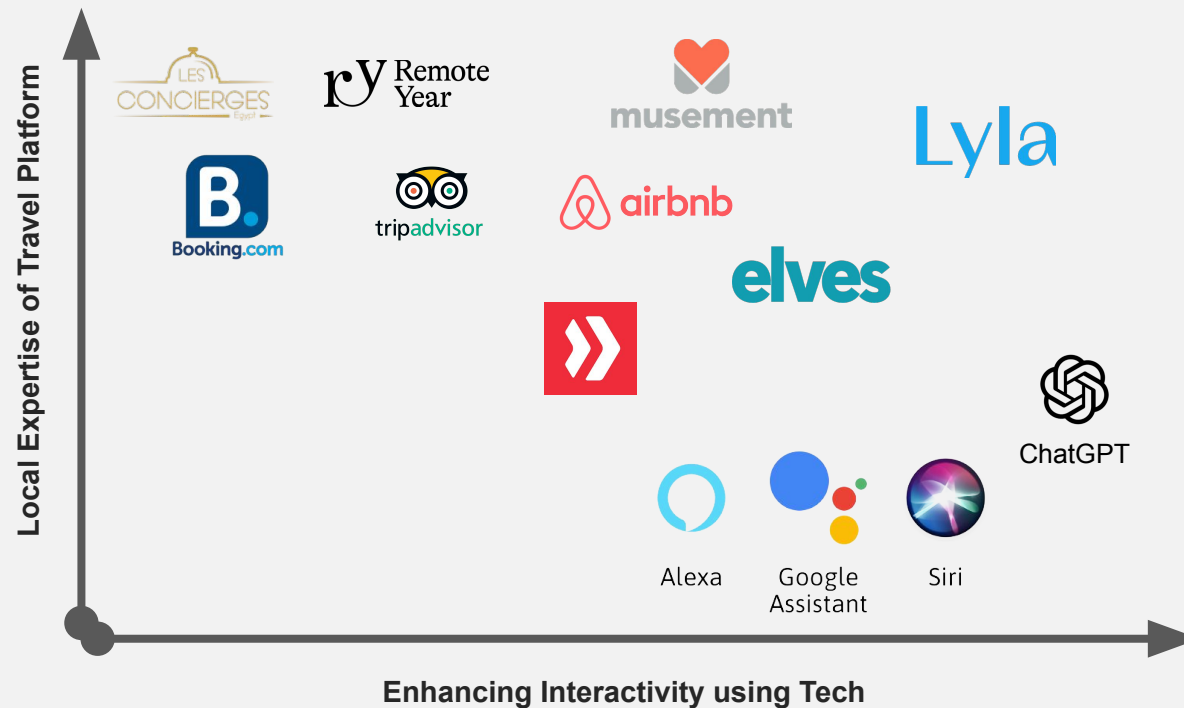 Local Expertise of Travel Platform
LES
CONCIERGES
Egypt
ry Remote
Year
musement
Lyla
B.
Booking.com
tripadvisor
airbnb
elves
ChatGPT
Alexa
Google
Assistant
Siri
Enhancing Interactivity using Tech